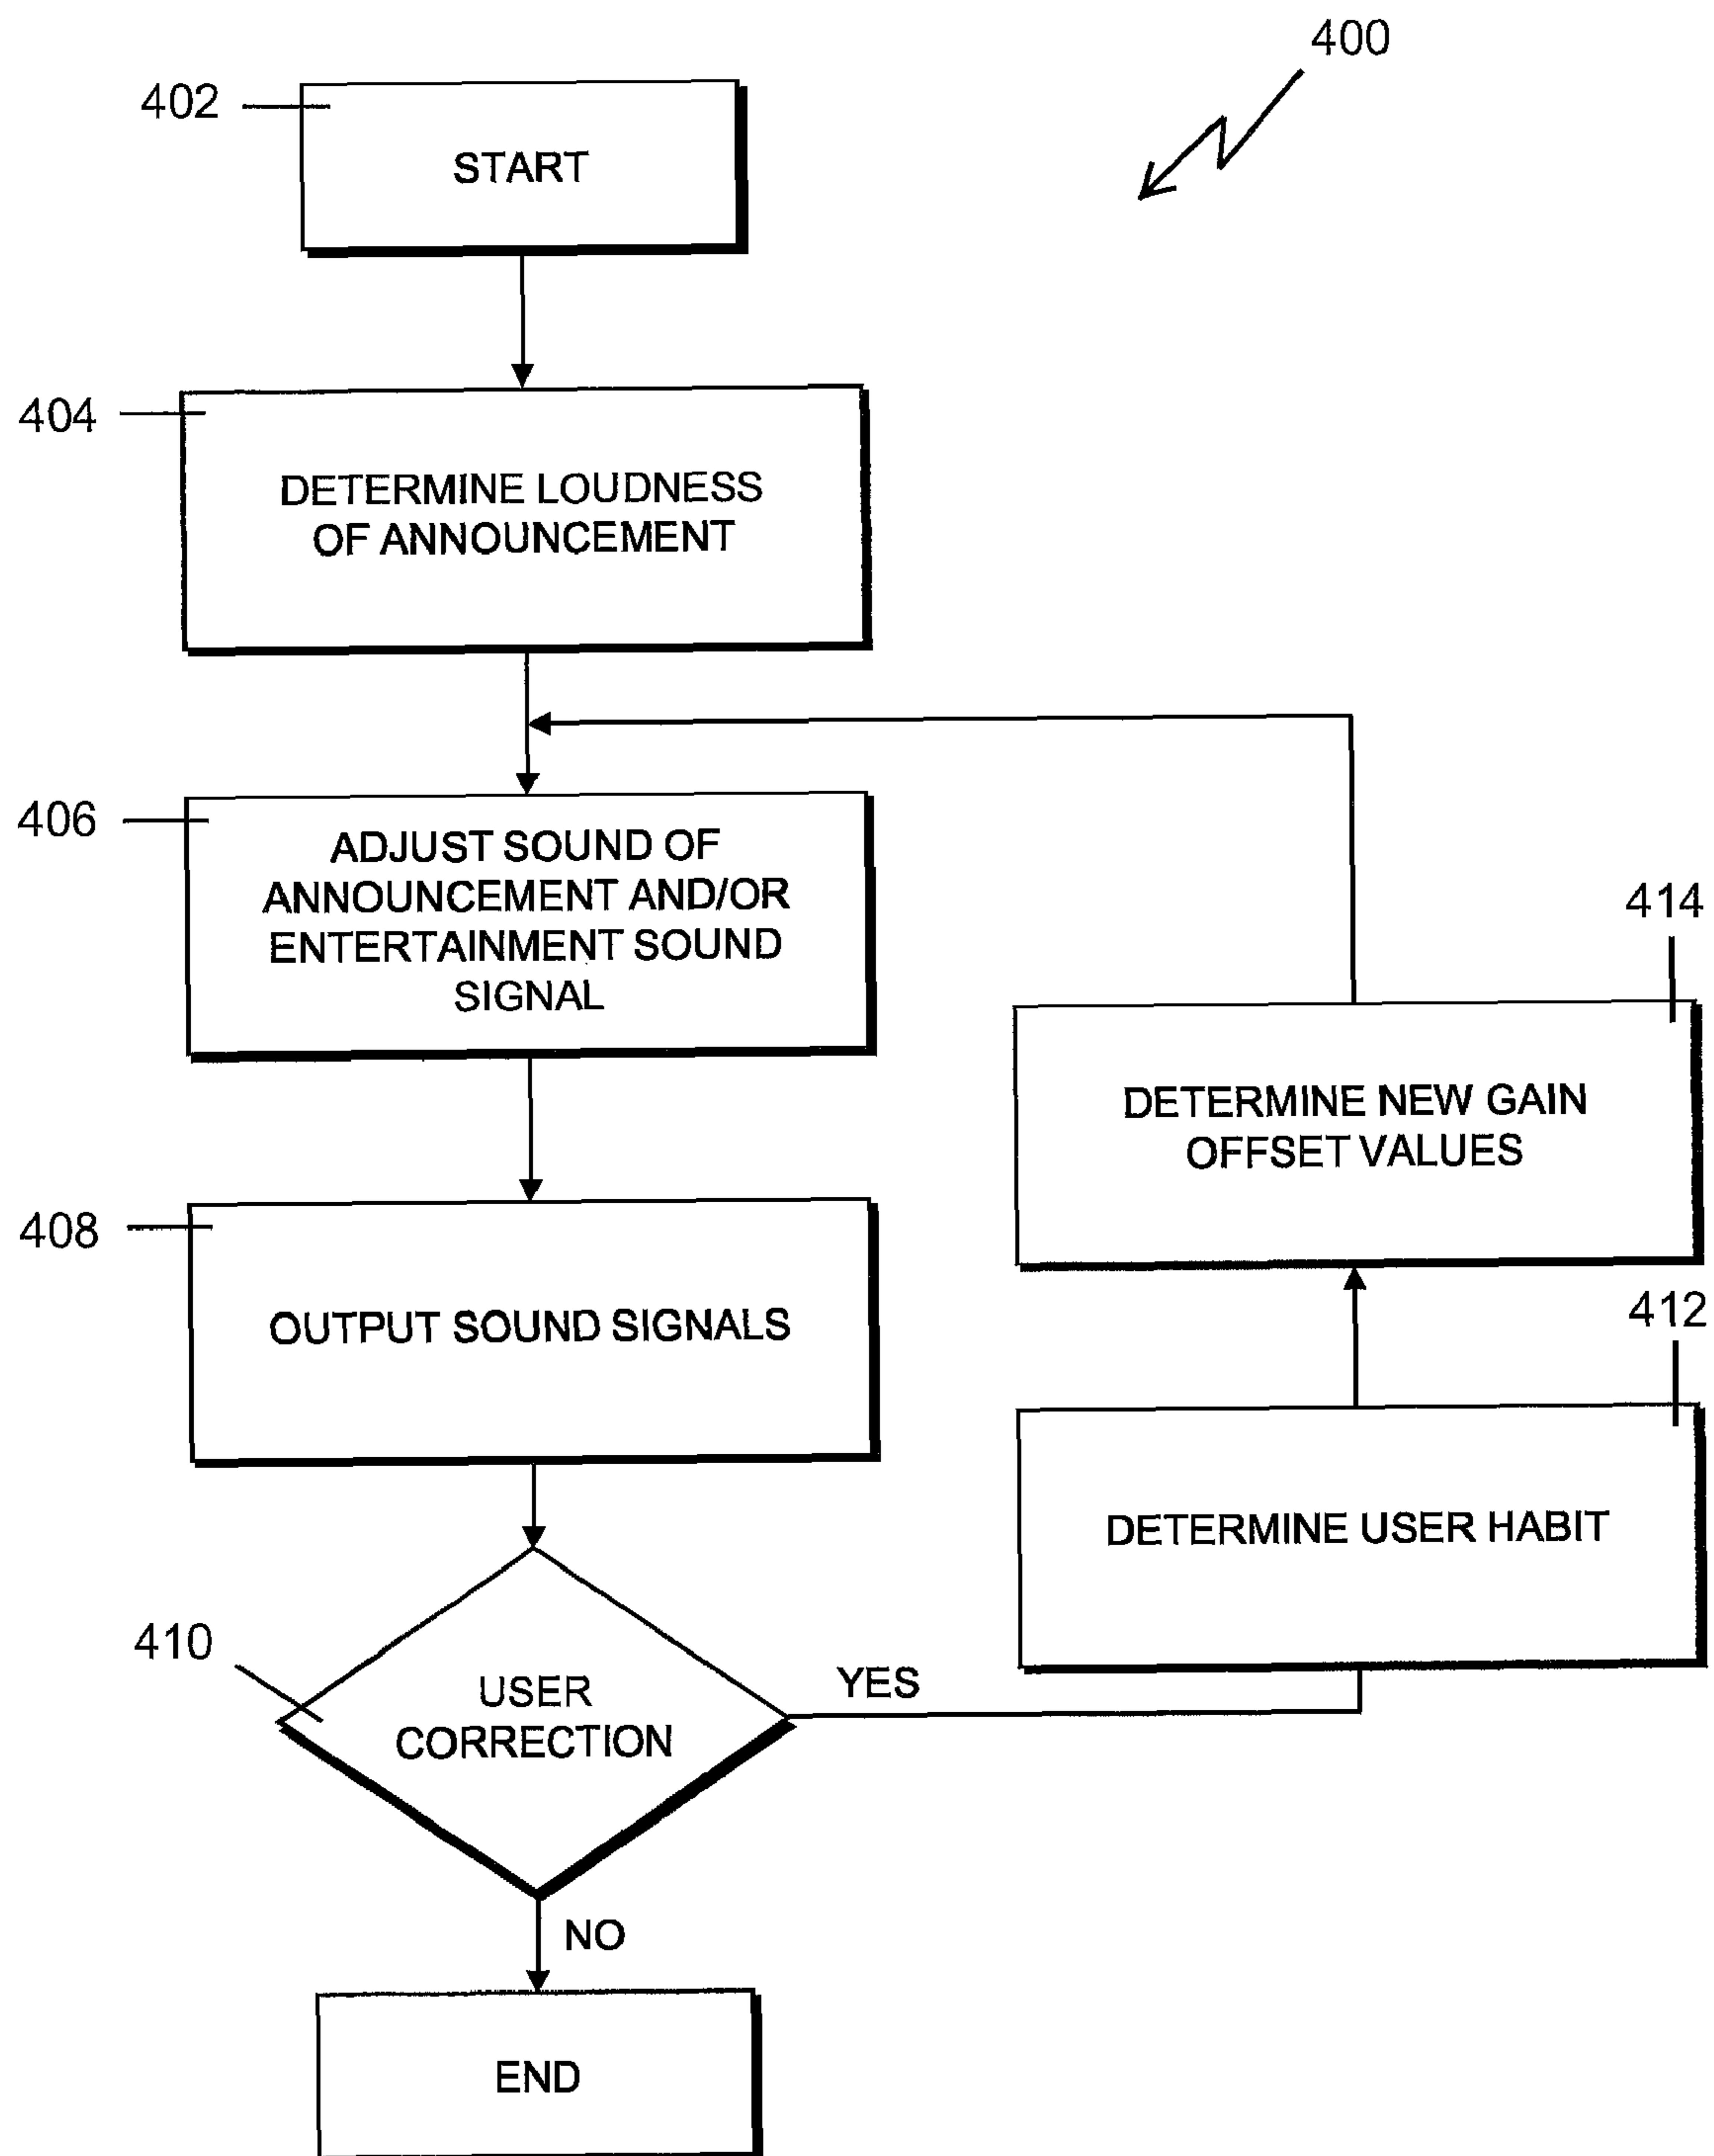 400
402
START
404
DETERMINE LOUDNESS
OF ANNOUNCEMENT
406
ADJUST SOUND OF
ANNOUNCEMENT AND/OR
ENTERTAINMENT SOUND
SIGNAL
414
DETERMINE NEW GAIN
OFFSET VALUES
408
OUTPUT SOUND SIGNALS
412
DETERMINE USER HABIT
410
USER
CORRECTION
YES
NO
END